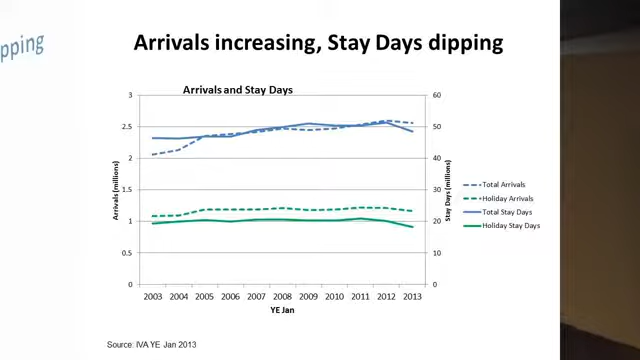 pping
Arrivals increasing, Stay Days dipping
Arrivals and Stay Days
3
2.5
2
1.5
1
0.5
0
Arrivals (millions)
60
50
40
30
20
10
0
Stay Days (millions)
2003 2004 2005 2006 2007 2008 2009 2010 2011 2012 2013
YE Jan
Total Arrivals
Holiday Arrivals
Total Stay Days
Holiday Stay Days
Source: IVA YE Jan 2013